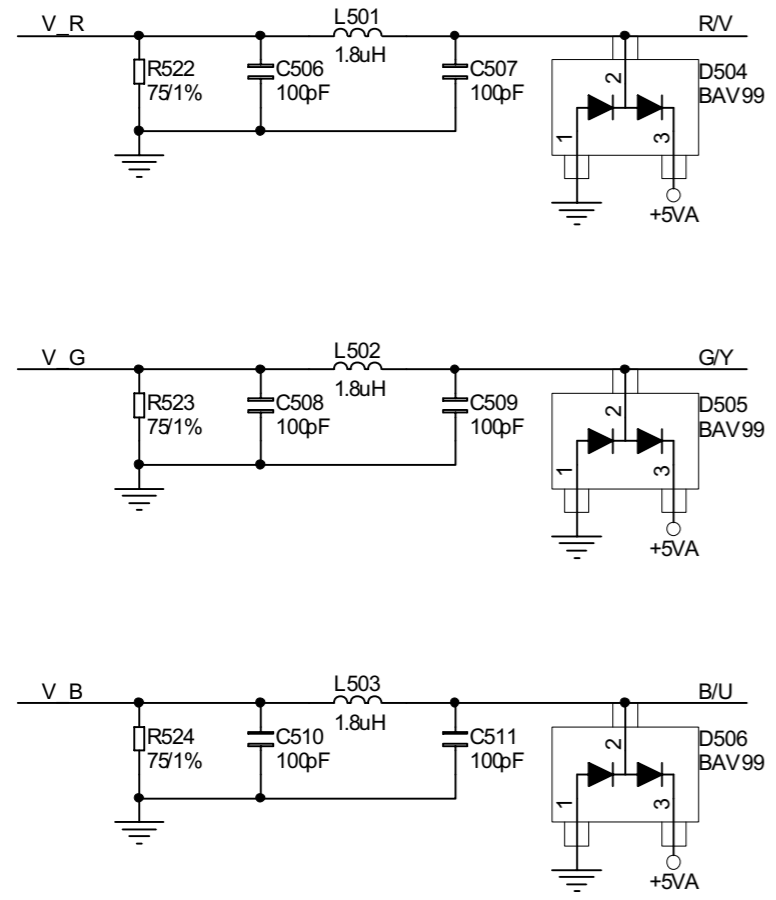 V_R
L501
1.8uH
R/V
R522
75/1%
C506
100pF
C507
100pF
D504
BAV99
2
1
3
+5VA
V_G
L502
1.8uH
G/Y
R523
75/1%
C508
100pF
C509
100pF
D505
BAV99
2
1
3
+5VA
V_B
L503
1.8uH
B/U
R524
75/1%
C510
100pF
C511
100pF
D506
BAV99
2
1
3
+5VA